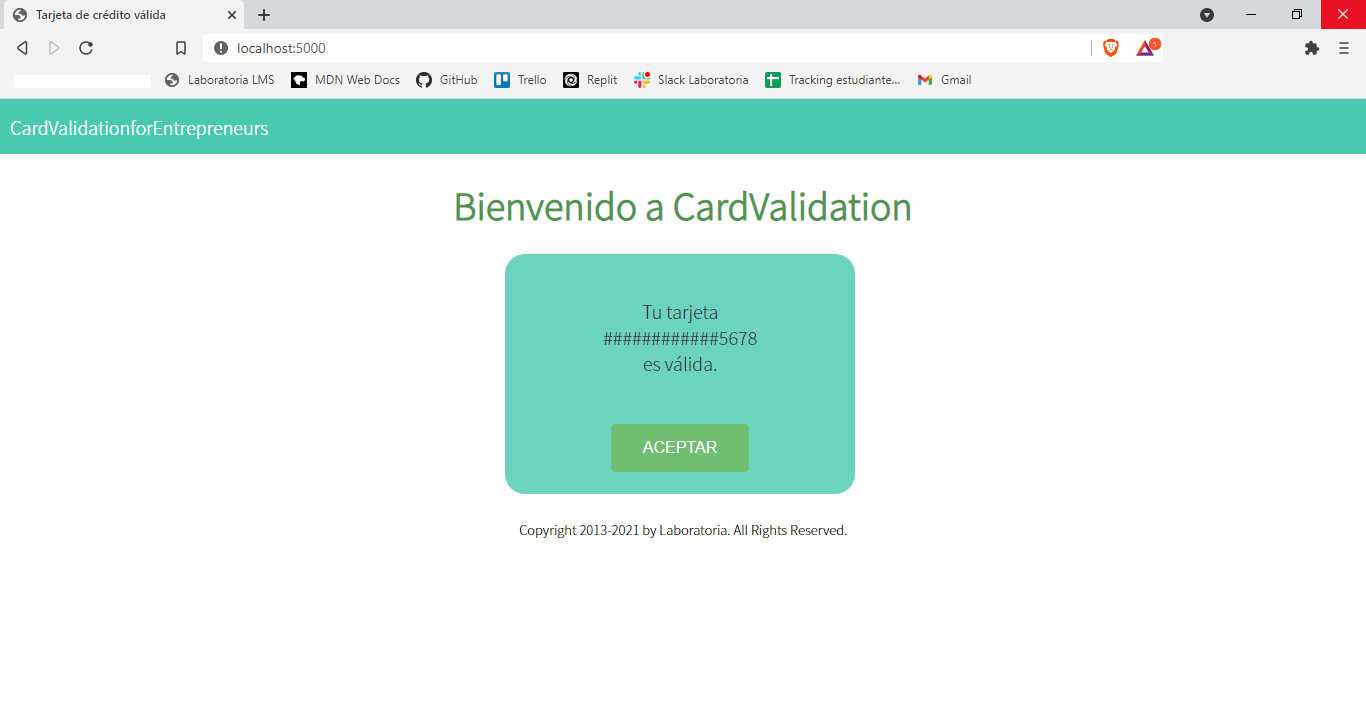 Tarjeta de crédito válida
localhost:5000
1
Laboratoria LMS MDN Web Docs GitHub Trello Replit Slack Laboratoria Tracking estudiante... Gmail
CardValidationforEntrepreneurs
Bienvenido a CardValidation
Tu tarjeta
############5678
es válida.
ACEPTAR
Copyright 2013-2021 by Laboratoria. All Rights Reserved.